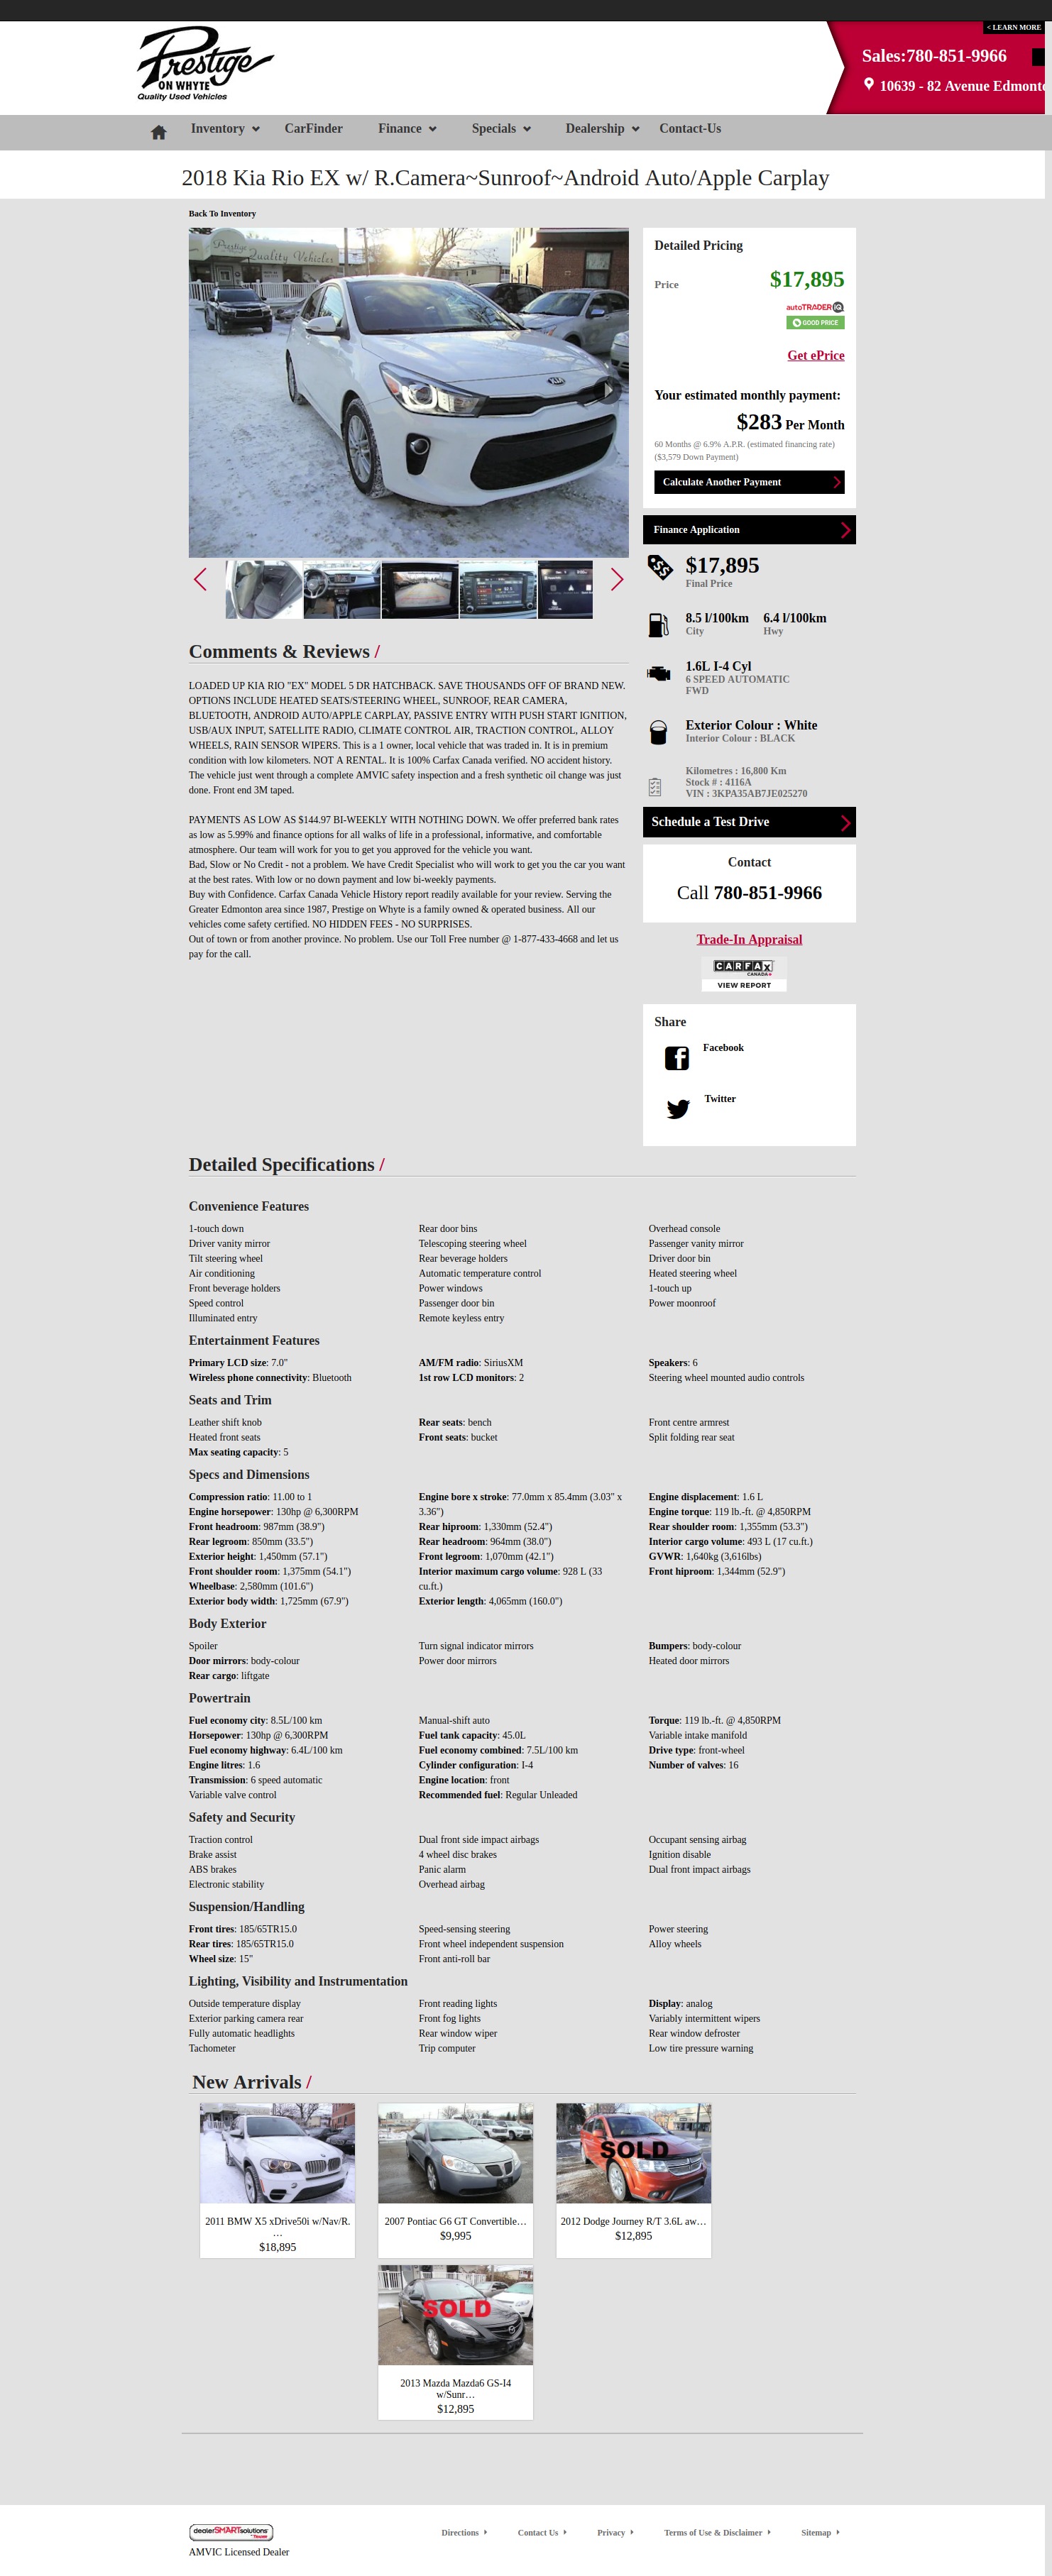 < LEARN MORE
Prestige
ON WHYTE
Quality Used Vehicles
Sales:780-851-9966
10639 - 82 Avenue Edmonto
Inventory
CarFinder
Finance
Specials
Dealership
Contact-Us
2018 Kia Rio EX w/ R.Camera~Sunroof~Android Auto/Apple Carplay
Back To Inventory
Prestige Quality Vehicles
Detailed Pricing
Price
$17,895
autoTRADER
GOOD PRICE
Get ePrice
Your estimated monthly payment:
$283 Per Month
60 Months @ 6.9% A.P.R. (estimated financing rate)
($3,579 Down Payment)
Calculate Another Payment
Finance Application
$17,895
Final Price
8.5 l/100km
City
6.4 l/100km
Hwy
1.6L I-4 Cyl
6 SPEED AUTOMATIC
FWD
Exterior Colour : White
Interior Colour : BLACK
Kilometres : 16,800 Km
Stock # : 4116A
VIN : 3KPA35AB7JE025270
Schedule a Test Drive
Contact
Call 780-851-9966
Trade-In Appraisal
CARFAX
CANADA
VIEW REPORT
Share
Facebook
Twitter
Comments & Reviews /
LOADED UP KIA RIO "EX" MODEL 5 DR HATCHBACK. SAVE THOUSANDS OFF OF BRAND NEW.
OPTIONS INCLUDE HEATED SEATS/STEERING WHEEL, SUNROOF, REAR CAMERA,
BLUETOOTH, ANDROID AUTO/APPLE CARPLAY, PASSIVE ENTRY WITH PUSH START IGNITION,
USB/AUX INPUT, SATELLITE RADIO, CLIMATE CONTROL AIR, TRACTION CONTROL, ALLOY
WHEELS, RAIN SENSOR WIPERS. This is a 1 owner, local vehicle that was traded in. It is in premium
condition with low kilometers. NOT A RENTAL. It is 100% Carfax Canada verified. NO accident history.
The vehicle just went through a complete AMVIC safety inspection and a fresh synthetic oil change was just
done. Front end 3M taped.
PAYMENTS AS LOW AS $144.97 BI-WEEKLY WITH NOTHING DOWN. We offer preferred bank rates
as low as 5.99% and finance options for all walks of life in a professional, informative, and comfortable
atmosphere. Our team will work for you to get you approved for the vehicle you want.
Bad, Slow or No Credit - not a problem. We have Credit Specialist who will work to get you the car you want
at the best rates. With low or no down payment and low bi-weekly payments.
Buy with Confidence. Carfax Canada Vehicle History report readily available for your review. Serving the
Greater Edmonton area since 1987, Prestige on Whyte is a family owned & operated business. All our
vehicles come safety certified. NO HIDDEN FEES - NO SURPRISES.
Out of town or from another province. No problem. Use our Toll Free number @ 1-877-433-4668 and let us
pay for the call.
Detailed Specifications /
Convenience Features
1-touch down
Driver vanity mirror
Tilt steering wheel
Air conditioning
Front beverage holders
Speed control
Illuminated entry
Rear door bins
Telescoping steering wheel
Rear beverage holders
Automatic temperature control
Power windows
Passenger door bin
Remote keyless entry
Overhead console
Passenger vanity mirror
Driver door bin
Heated steering wheel
1-touch up
Power moonroof
Entertainment Features
Primary LCD size: 7.0"
Wireless phone connectivity: Bluetooth
AM/FM radio: SiriusXM
1st row LCD monitors: 2
Speakers: 6
Steering wheel mounted audio controls
Seats and Trim
Leather shift knob
Heated front seats
Max seating capacity: 5
Rear seats: bench
Front seats: bucket
Front centre armrest
Split folding rear seat
Specs and Dimensions
Compression ratio: 11.00 to 1
Engine horsepower: 130hp @ 6,300RPM
Front headroom: 987mm (38.9")
Rear legroom: 850mm (33.5")
Exterior height: 1,450mm (57.1")
Front shoulder room: 1,375mm (54.1")
Wheelbase: 2,580mm (101.6")
Exterior body width: 1,725mm (67.9")
Engine bore x stroke: 77.0mm x 85.4mm (3.03" x
3.36")
Rear hiproom: 1,330mm (52.4")
Rear headroom: 964mm (38.0")
Front legroom: 1,070mm (42.1")
Interior maximum cargo volume: 928 L (33
cu.ft.)
Exterior length: 4,065mm (160.0")
Engine displacement: 1.6 L
Engine torque: 119 lb.-ft. @ 4,850RPM
Rear shoulder room: 1,355mm (53.3")
Interior cargo volume: 493 L (17 cu.ft.)
GVWR: 1,640kg (3,616lbs)
Front hiproom: 1,344mm (52.9")
Body Exterior
Spoiler
Door mirrors: body-colour
Rear cargo: liftgate
Turn signal indicator mirrors
Power door mirrors
Bumpers: body-colour
Heated door mirrors
Powertrain
Fuel economy city: 8.5L/100 km
Horsepower: 130hp @ 6,300RPM
Fuel economy highway: 6.4L/100 km
Engine litres: 1.6
Transmission: 6 speed automatic
Variable valve control
Manual-shift auto
Fuel tank capacity: 45.0L
Fuel economy combined: 7.5L/100 km
Cylinder configuration: I-4
Engine location: front
Recommended fuel: Regular Unleaded
Torque: 119 lb.-ft. @ 4,850RPM
Variable intake manifold
Drive type: front-wheel
Number of valves: 16
Safety and Security
Traction control
Brake assist
ABS brakes
Electronic stability
Dual front side impact airbags
4 wheel disc brakes
Panic alarm
Overhead airbag
Occupant sensing airbag
Ignition disable
Dual front impact airbags
Suspension/Handling
Front tires: 185/65TR15.0
Rear tires: 185/65TR15.0
Wheel size: 15"
Speed-sensing steering
Front wheel independent suspension
Front anti-roll bar
Power steering
Alloy wheels
Lighting, Visibility and Instrumentation
Outside temperature display
Exterior parking camera rear
Fully automatic headlights
Tachometer
Front reading lights
Front fog lights
Rear window wiper
Trip computer
Display: analog
Variably intermittent wipers
Rear window defroster
Low tire pressure warning
New Arrivals /
2011 BMW X5 xDrive50i w/Nav/R.
…
$18,895
2007 Pontiac G6 GT Convertible…
$9,995
SOLD
2012 Dodge Journey R/T 3.6L aw…
$12,895
SOLD
2013 Mazda Mazda6 GS-I4
w/Sunr…
$12,895
dealerSMARTsolutions
AMVIC Licensed Dealer
Directions
Contact Us
Privacy
Terms of Use & Disclaimer
Sitemap